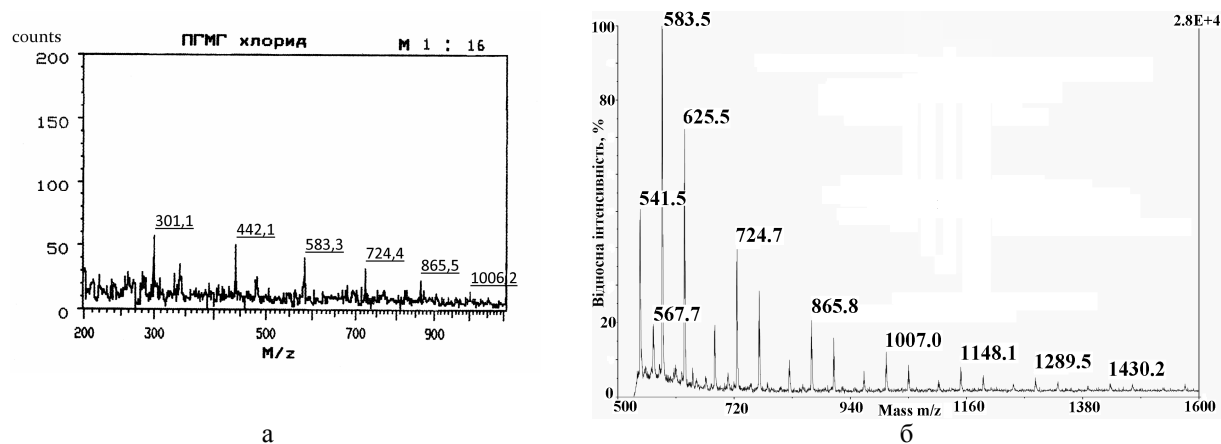 counts
ПГМГ хлорид М 1 : 16
200
150
100
50
0
301,1
442,1
583,3
724,4
865,5
1006,2
200 300 500 700 900
M/z
а
2.8E+4
Відносна інтенсивність, %
100
80
20
0
583.5
625.5
541.5
567.7
724.7
865.8
1007.0
1148.1
1289.5
1430.2
500 720 940 1160 1380 1600
Mass m/z
б